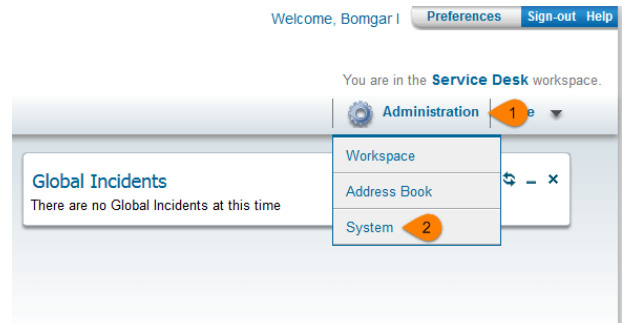 Welcome, Bomgar I Preferences Sign-out Help
You are in the Service Desk workspace.
Administration 1 e
Workspace
Global Incidents
Address Book
There are no Global Incidents at this time
System 2